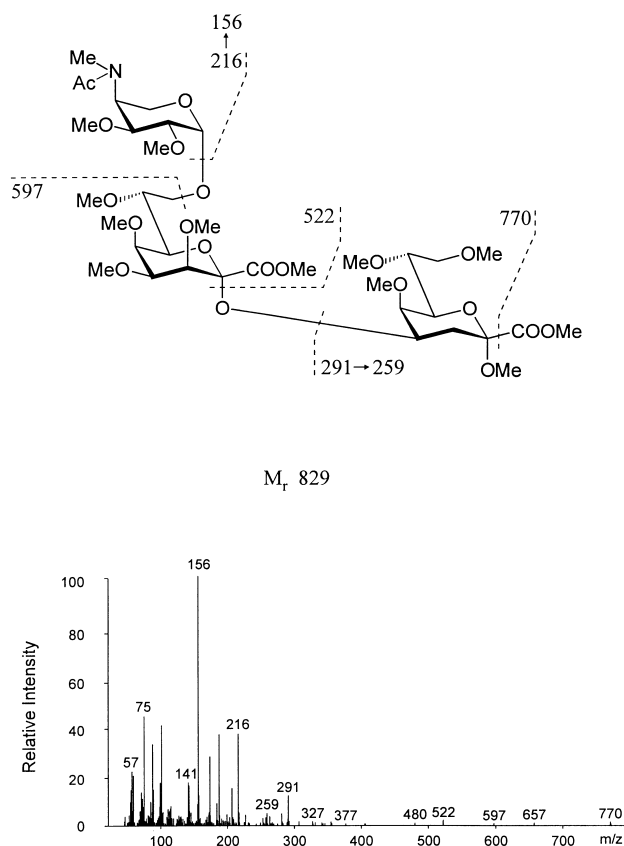 156
216
Me
N
Ac
O
MeO
MeO
597
O
MeO
MeO
OMe
522
770
O
MeO
COOMe
O
MeO
OMe
MeO
O
COOMe
OMe
291→259
Mr 829
156
100
80
75
60
40
216
57
141
20
291
259
327 377
480 522 597 657 770
0
100 200 300 400 500 600 700 m/z
Relative Intensity